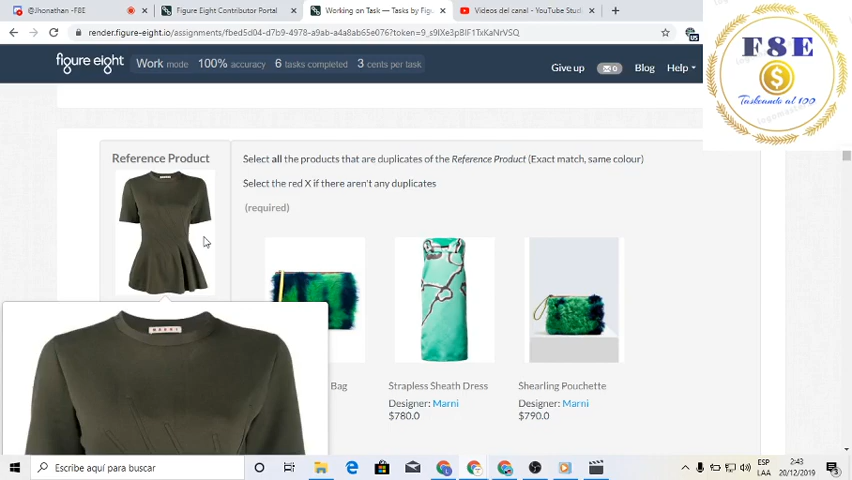 @Jhonathan -F8E
Figure Eight Contributor Portal
Working on Task — Tasks by Fig
Videos del canal - YouTube Stud
render.figure-eight.io/assignments/fbed5d04-d7b9-4978-a9ab-a4a8ab65e076?token=9_s9IXe3pBIF1TxKaNrVSQ
figure eight
Work mode 100% accuracy 6 tasks completed 3 cents per task
Give up 0 Blog Help
F8E
Taskeando al 100
Reference Product
Select all the products that are duplicates of the Reference Product (Exact match, same colour)
Select the red X if there aren't any duplicates
(required)
MARNI
Bag
Strapless Sheath Dress
Shearling Pouchette
Designer: Marni
Designer: Marni
$780.0
$790.0
Escribe aquí para buscar
ESP
LAA
2:43
20/12/2019